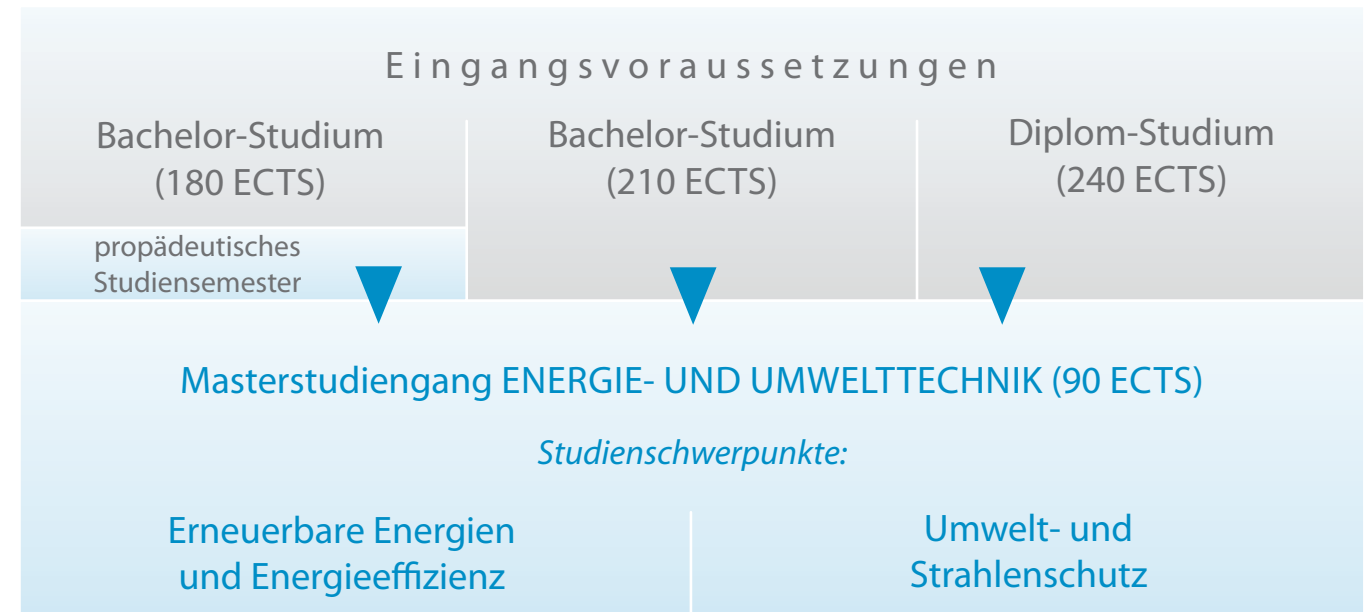 Eingangsvoraussetzungen
Bachelor-Studium
(180 ECTS)
Bachelor-Studium
(210 ECTS)
Diplom-Studium
(240 ECTS)
propädeutisches
Studiensemester
Masterstudiengang ENERGIE- UND UMWELTTECHNIK (90 ECTS)
Studienschwerpunkte:
Erneuerbare Energien
und Energieeffizienz
Umwelt- und
Strahlenschutz